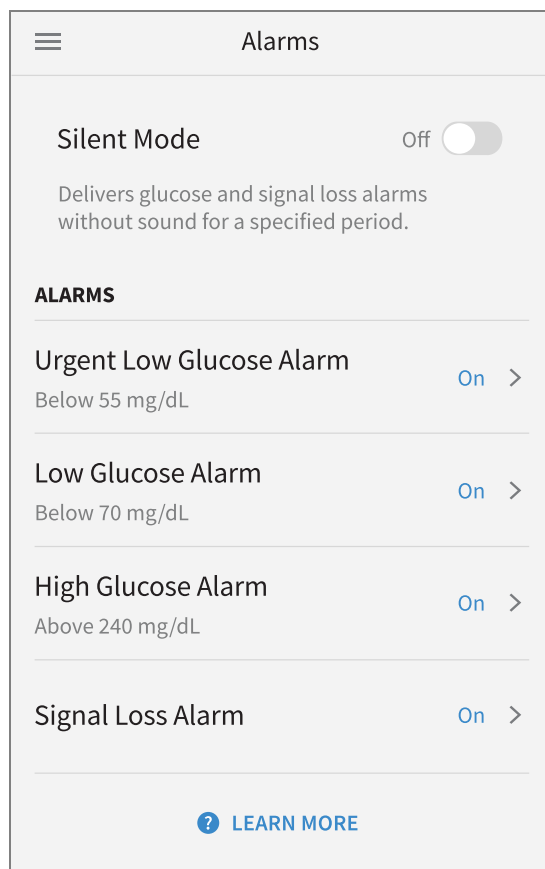 Alarms
Silent Mode
Off
Delivers glucose and signal loss alarms
without sound for a specified period.
ALARMS
Urgent Low Glucose Alarm
On
Below 55 mg/dL
Low Glucose Alarm
On
Below 70 mg/dL
High Glucose Alarm
On
Above 240 mg/dL
Signal Loss Alarm
On
? LEARN MORE